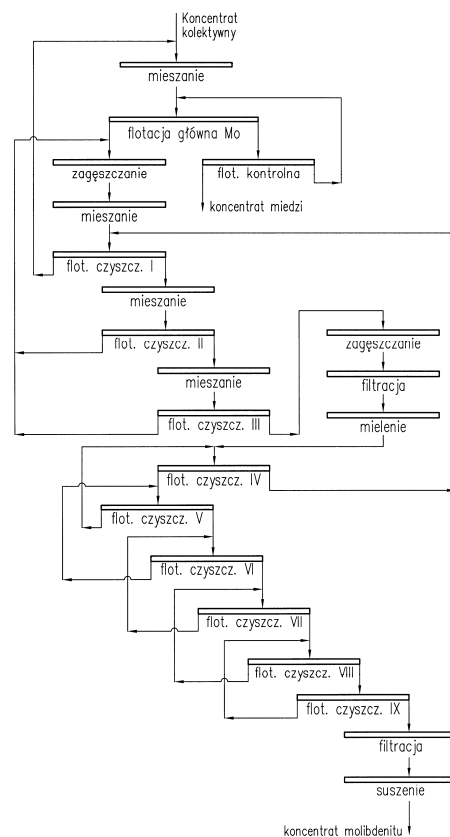 Koncentrat
kolektywny
mieszanie
flotacja główna Mo
zagęszczanie
flot. kontrolna
mieszanie
koncentrat miedzi
flot. czyszcz. I
mieszanie
flot. czyszcz. II
zagęszczanie
mieszanie
filtracja
flot. czyszcz. III
mielenie
flot. czyszcz. IV
flot. czyszcz. V
flot. czyszcz. VI
flot. czyszcz. VII
flot. czyszcz. VIII
flot. czyszcz. IX
filtracja
suszenie
koncentrat molibdenitu